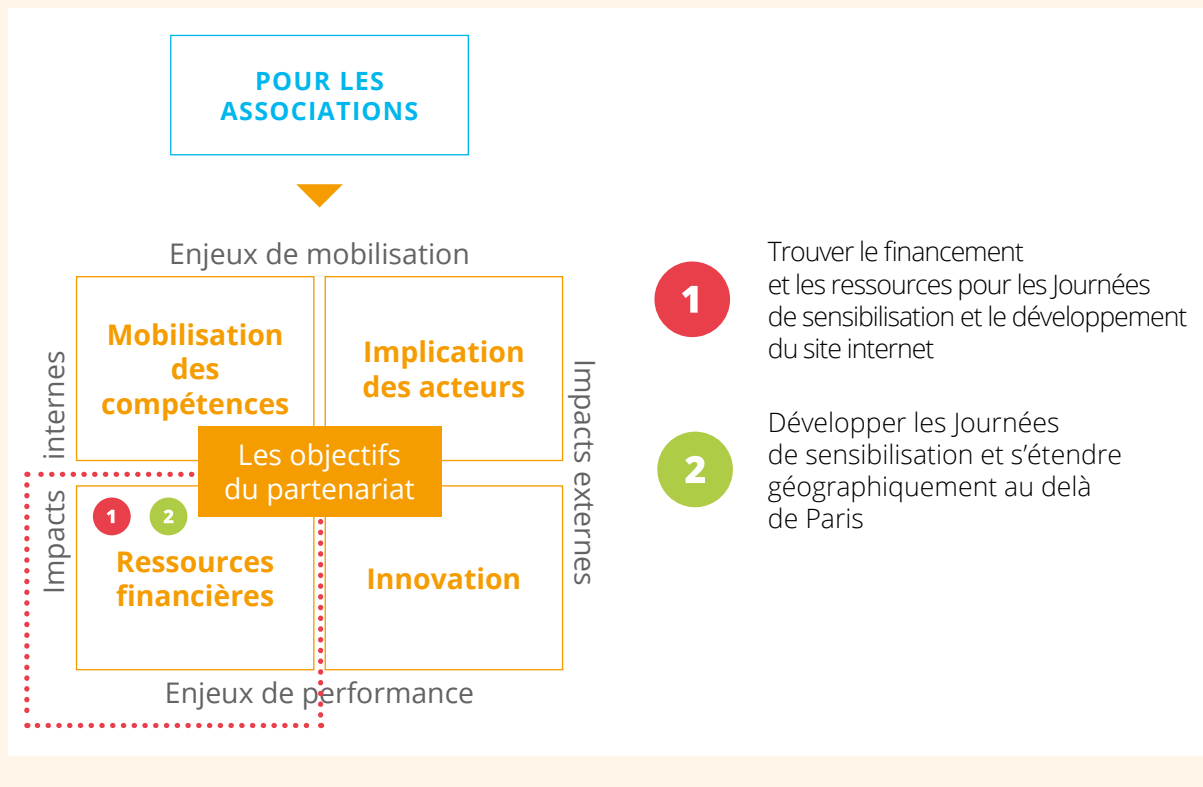 POUR LES
ASSOCIATIONS
Enjeux de mobilisation
Impacts internes
Mobilisation
des
compétences
Implication
des acteurs
Impacts externes
Les objectifs
du partenariat
1
2
Ressources
financières
Innovation
Enjeux de performance
1
Trouver le financement
et les ressources pour les Journées
de sensibilisation et le développement
du site internet
2
Développer les Journées
de sensibilisation et s’étendre
géographiquement au delà
de Paris